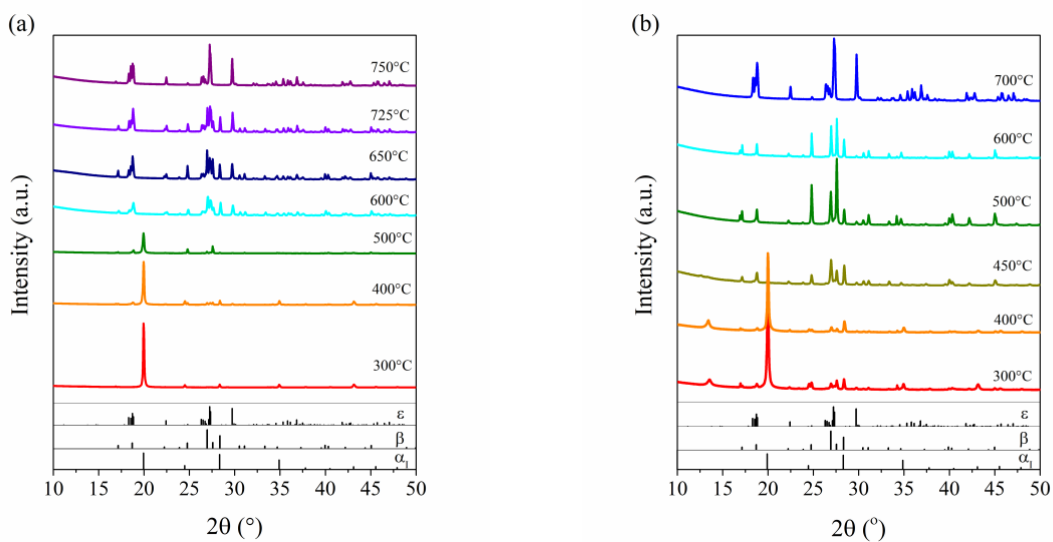 (a)
Intensity (a.u.)
750°C
725°C
650°C
600°C
500°C
400°C
300°C
ε
β
α
10 15 20 25 30 35 40 45 50
2θ (°)
(b)
Intensity (a.u.)
700°C
600°C
500°C
450°C
400°C
300°C
ε
β
α
10 15 20 25 30 35 40 45 50
2θ (°)